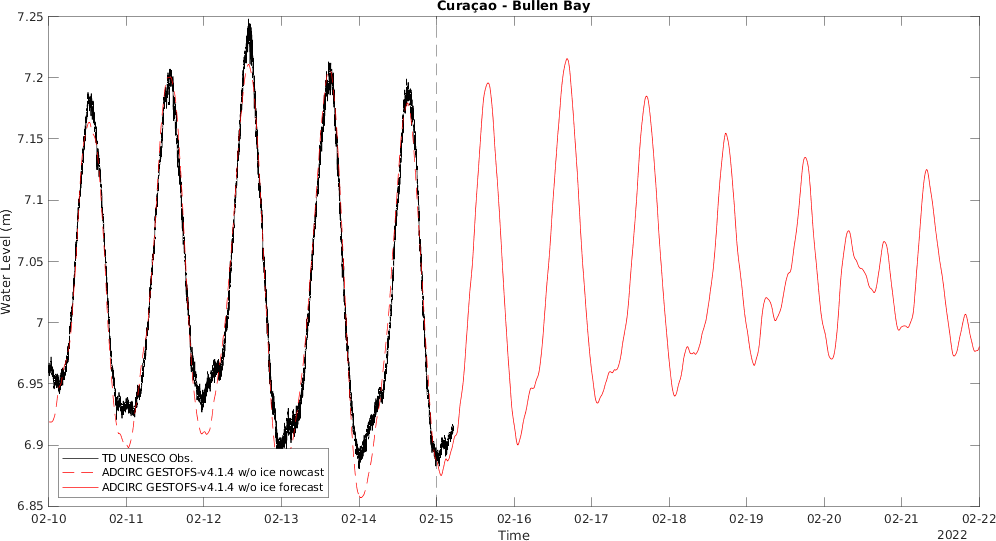 Curaçao - Bullen Bay
7.25
7.2
7.15
7.1
7.05
7
6.95
6.9
6.85
Water Level (m)
TD UNESCO Obs.
ADCIRC GESTOFS-v4.1.4 w/o ice nowcast
ADCIRC GESTOFS-v4.1.4 w/o ice forecast
02-10 02-11 02-12 02-13 02-14 02-15 02-16 02-17 02-18 02-19 02-20 02-21 02-22
Time
2022